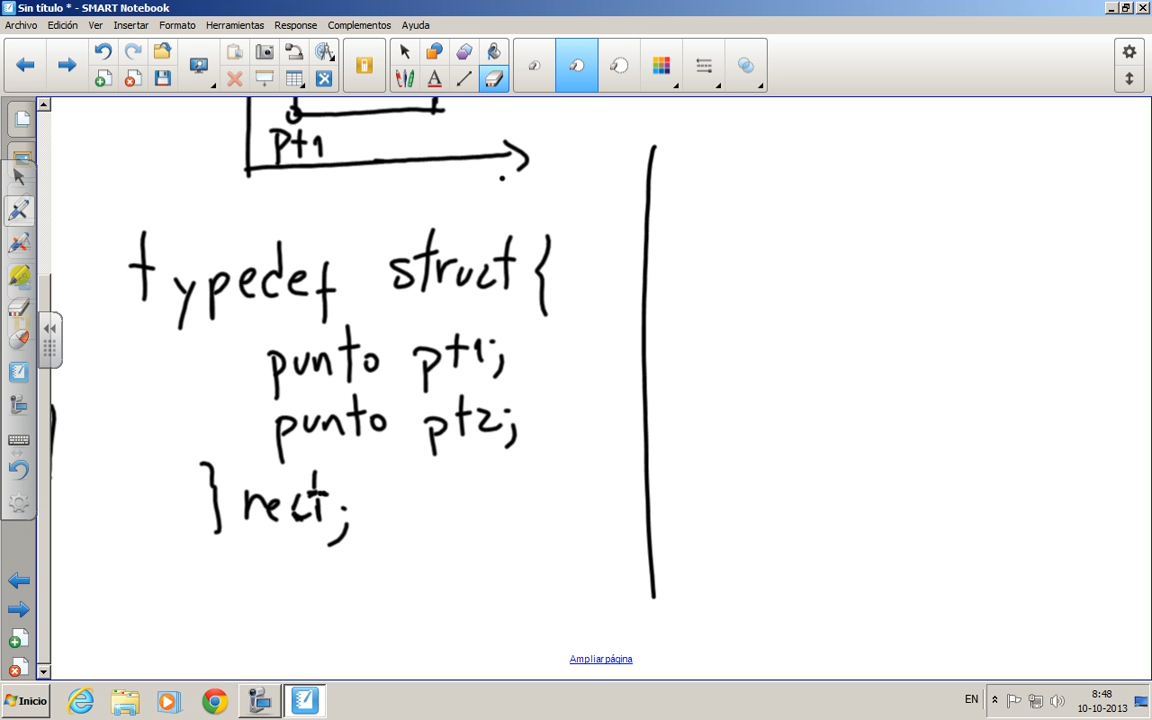 Sin título * - SMART Notebook
Archivo Edición Ver Insertar Formato Herramientas Response Complementos Ayuda
pt1
typedef struct {
punto pt1;
punto pt2;
} rect;
Ampliar página
Inicio
EN
8:48
10-10-2013